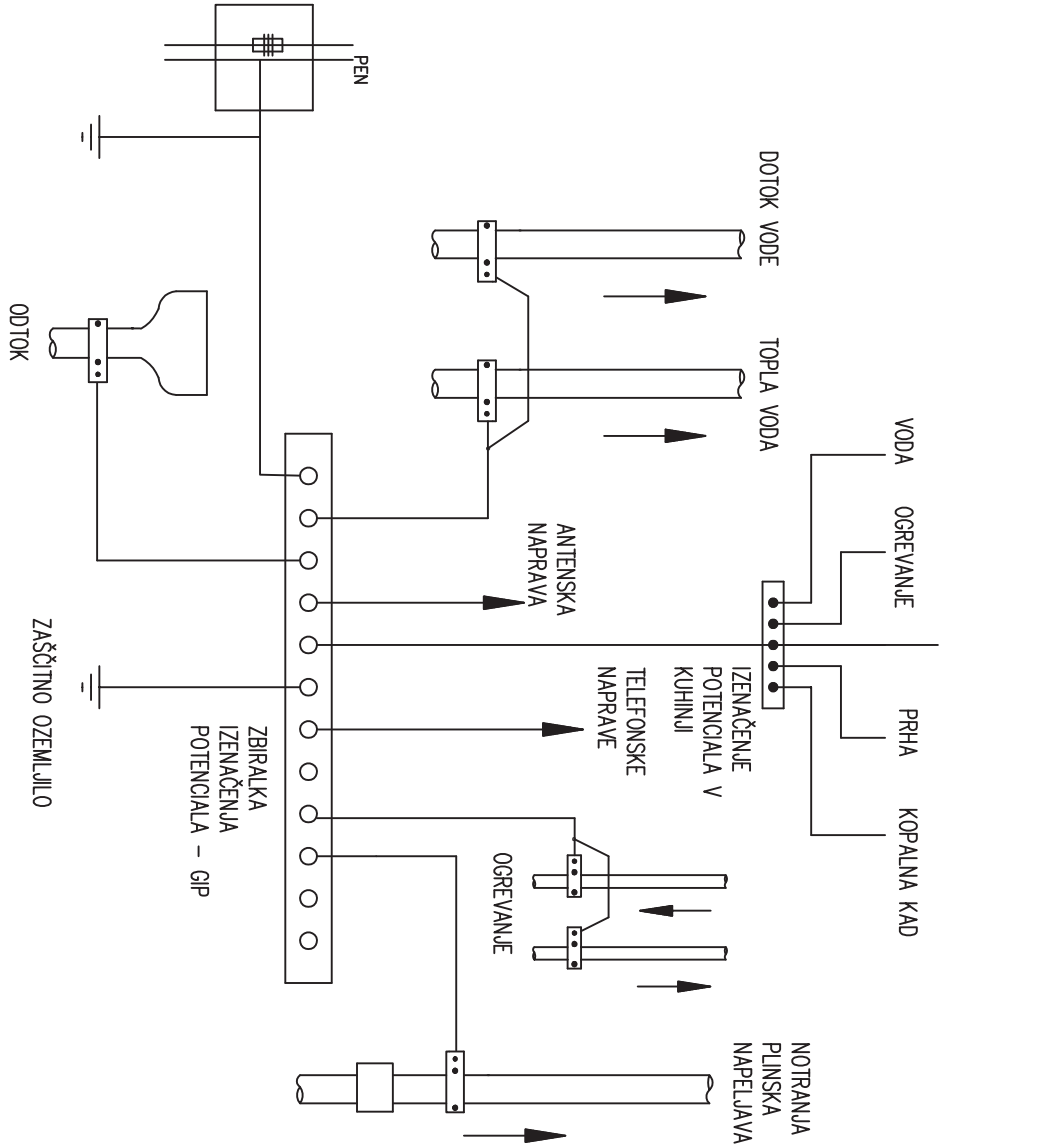 VODA
OGREVANJE
PRHA
KOPALNA KAD
DOTOK VODE
TOPLA VODA
IZENAČENJE
POTENCIALA V
KUHINJI
NOTRANJA
PLINSKA
NAPELJAVA
TELEFONSKE
NAPRAVE
ANTENSKA
NAPRAVA
OGREVANJE
PEN
ZBIRALKA
IZENAČENJA
POTENCIALA – GIP
ODTOK
ZAŠČITNO OZEMLJILO